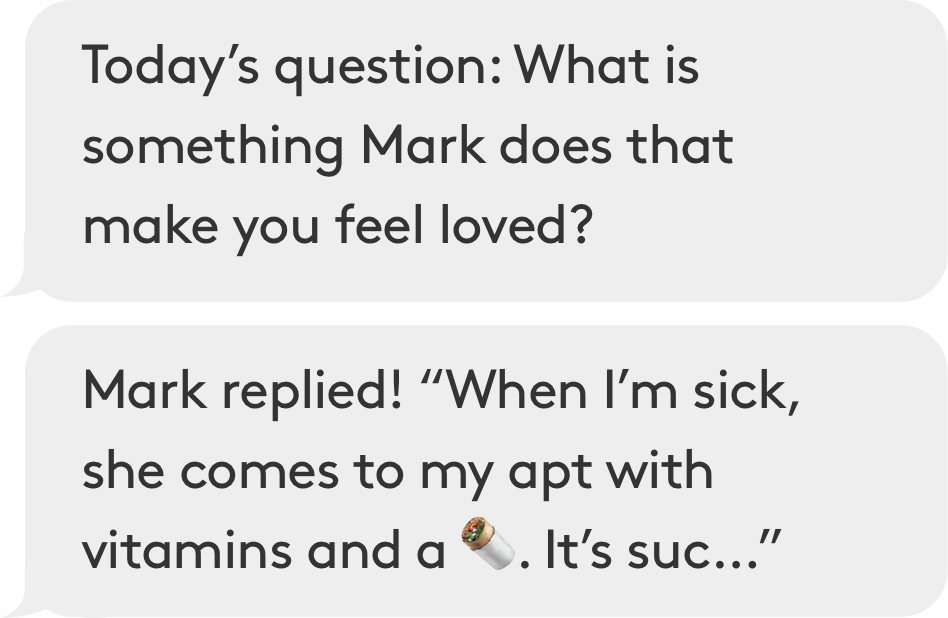 Today’s question: What is
something Mark does that
make you feel loved?
Mark replied! “When I’m sick,
she comes to my apt with
vitamins and a 🌯. It’s suc...”